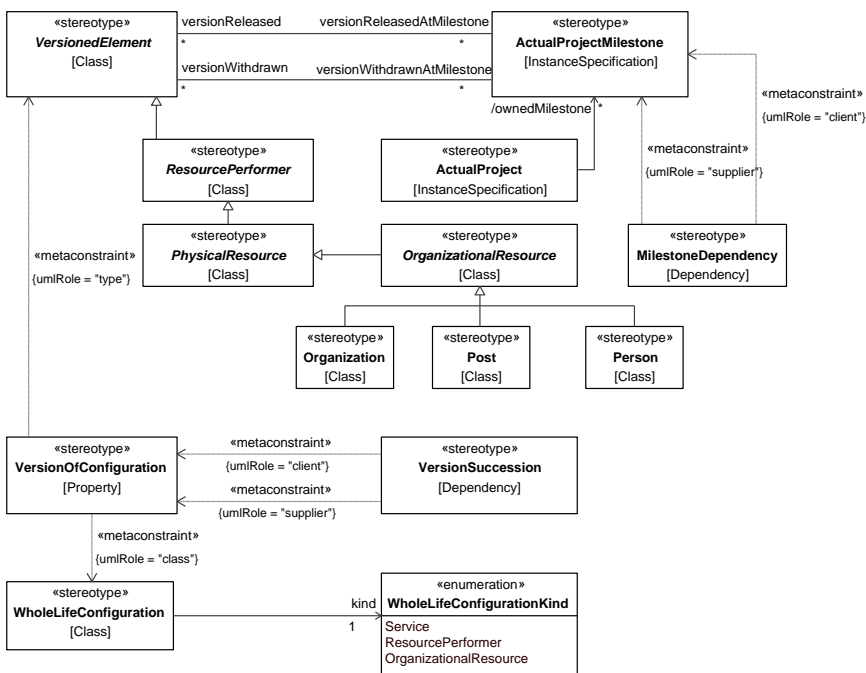 «stereotype»
VersionedElement
[Class]
versionReleased
*
versionReleasedAtMilestone
*
versionWithdrawn
*
versionWithdrawnAtMilestone
*
«stereotype»
ActualProjectMilestone
[InstanceSpecification]
/ownedMilestone
*
«metaconstraint»
{umlRole = "client"}
«metaconstraint»
{umlRole = "supplier"}
«stereotype»
ResourcePerformer
[Class]
«stereotype»
ActualProject
[InstanceSpecification]
«metaconstraint»
{umlRole = "type"}
«stereotype»
PhysicalResource
[Class]
«stereotype»
OrganizationalResource
[Class]
«stereotype»
MilestoneDependency
[Dependency]
«stereotype»
Organization
[Class]
«stereotype»
Post
[Class]
«stereotype»
Person
[Class]
«stereotype»
VersionOfConfiguration
[Property]
«metaconstraint»
{umlRole = "client"}
«metaconstraint»
{umlRole = "supplier"}
«stereotype»
VersionSuccession
[Dependency]
«metaconstraint»
{umlRole = "class"}
«stereotype»
WholeLifeConfiguration
[Class]
kind
1
«enumeration»
WholeLifeConfigurationKind
Service
ResourcePerformer
OrganizationalResource